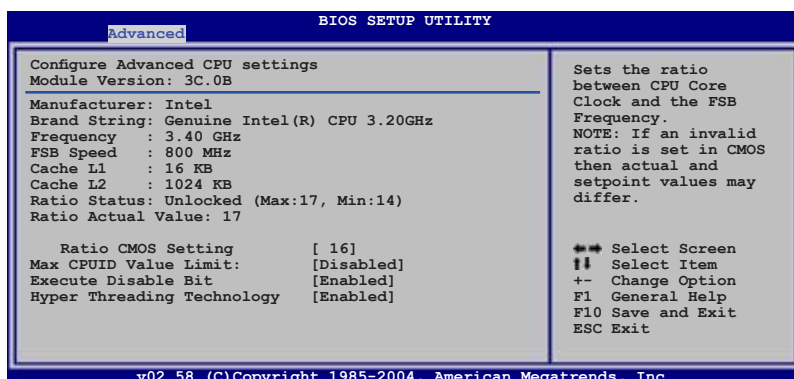 BIOS SETUP UTILITY
Advanced
Configure Advanced CPU settings
Module Version: 3C.0B
Manufacturer: Intel
Brand String: Genuine Intel(R) CPU 3.20GHz
Frequency : 3.40 GHz
FSB Speed : 800 MHz
Cache L1 : 16 KB
Cache L2 : 1024 KB
Ratio Status: Unlocked (Max:17, Min:14)
Ratio Actual Value: 17
Ratio CMOS Setting [ 16]
Max CPUID Value Limit: [Disabled]
Execute Disable Bit [Enabled]
Hyper Threading Technology [Enabled]
Sets the ratio
between CPU Core
Clock and the FSB
Frequency.
NOTE: If an invalid
ratio is set in CMOS
then actual and
setpoint values may
differ.
Select Screen
Select Item
+- Change Option
F1 General Help
F10 Save and Exit
ESC Exit
v02.58 (C)Copyright 1985-2004, American Megatrends, Inc